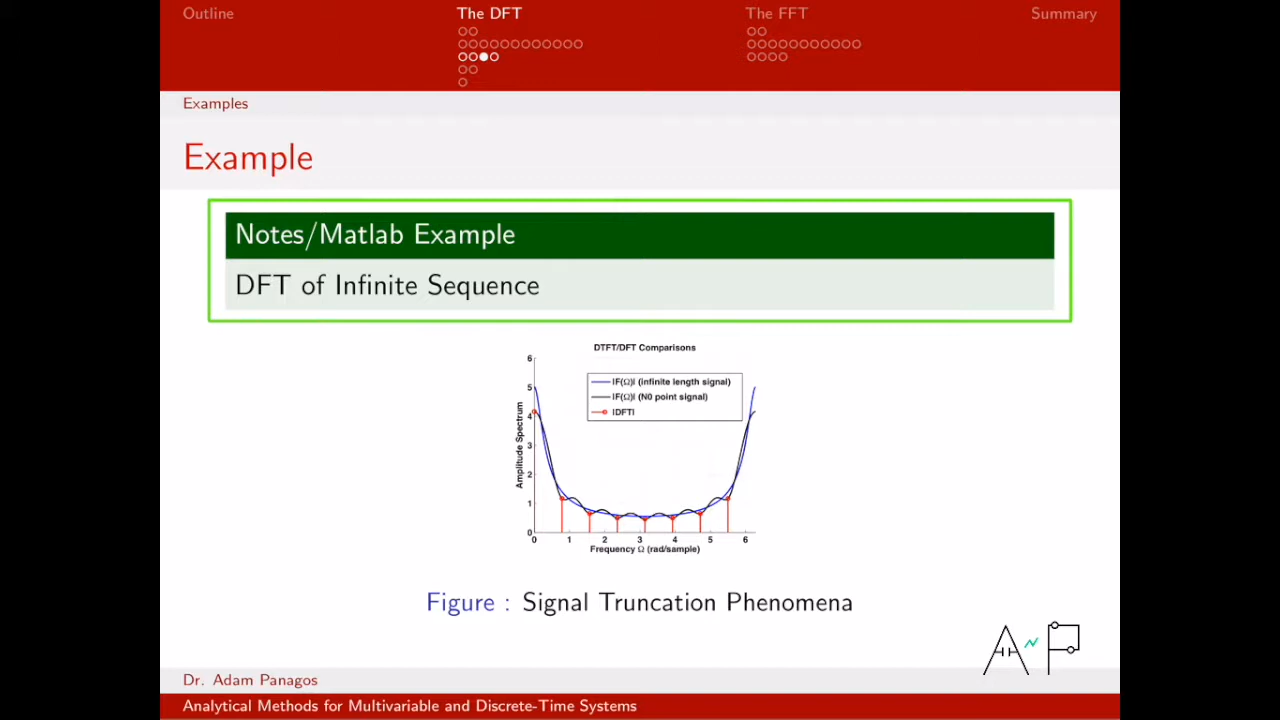 Outline
The DFT
The FFT
Summary
Examples
Example
Notes/Matlab Example
DFT of Infinite Sequence
DTFT/DFT Comparisons
|F(Ω)| (infinite length signal)
|F(Ω)| (N0 point signal)
|DFT|
Amplitude Spectrum
6
5
4
3
2
1
0
0 1 2 3 4 5 6
Frequency Ω (rad/sample)
Figure : Signal Truncation Phenomena
AP
Dr. Adam Panagos
Analytical Methods for Multivariable and Discrete-Time Systems